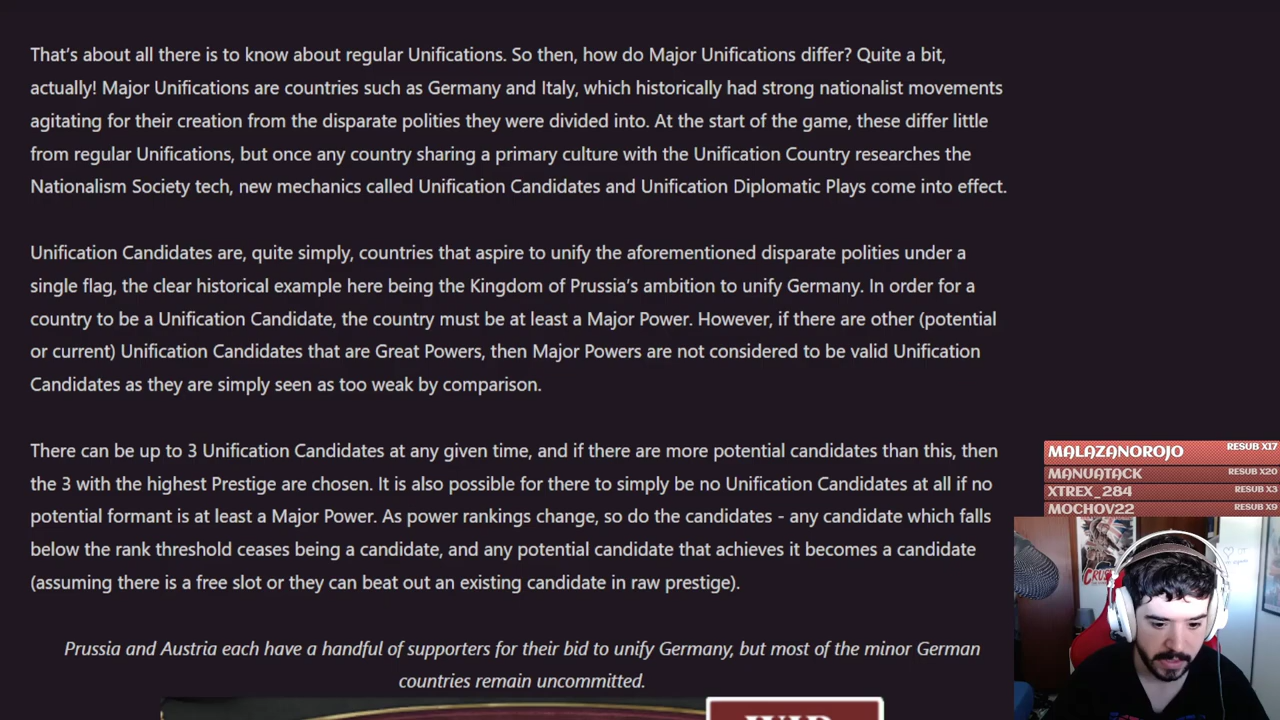 That's about all there is to know about regular Unifications. So then, how do Major Unifications differ? Quite a bit,
actually! Major Unifications are countries such as Germany and Italy, which historically had strong nationalist movements
agitating for their creation from the disparate polities they were divided into. At the start of the game, these differ little
from regular Unifications, but once any country sharing a primary culture with the Unification Country researches the
Nationalism Society tech, new mechanics called Unification Candidates and Unification Diplomatic Plays come into effect.
Unification Candidates are, quite simply, countries that aspire to unify the aforementioned disparate polities under a
single flag, the clear historical example here being the Kingdom of Prussia's ambition to unify Germany. In order for a
country to be a Unification Candidate, the country must be at least a Major Power. However, if there are other (potential
or current) Unification Candidates that are Great Powers, then Major Powers are not considered to be valid Unification
Candidates as they are simply seen as too weak by comparison.
There can be up to 3 Unification Candidates at any given time, and if there are more potential candidates than this, then
the 3 with the highest Prestige are chosen. It is also possible for there to simply be no Unification Candidates at all if no
potential formant is at least a Major Power. As power rankings change, so do the candidates - any candidate which falls
below the rank threshold ceases being a candidate, and any potential candidate that achieves it becomes a candidate
(assuming there is a free slot or they can beat out an existing candidate in raw prestige).
Prussia and Austria each have a handful of supporters for their bid to unify Germany, but most of the minor German
countries remain uncommitted.
MALAZANOROJO RESUB X17
MANUATACK RESUB X20
XTREX_284 RESUB X3
MOCHOV22 RESUB X9